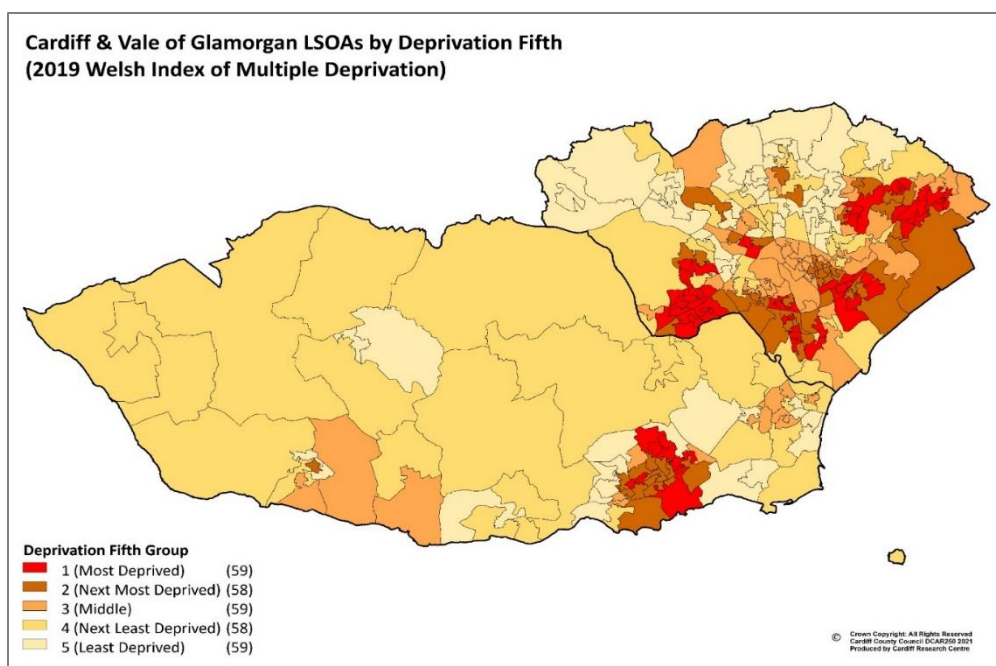 Cardiff & Vale of Glamorgan LSOAs by Deprivation Fifth
(2019 Welsh Index of Multiple Deprivation)
Deprivation Fifth Group
1 (Most Deprived) (59)
2 (Next Most Deprived) (58)
3 (Middle) (59)
4 (Next Least Deprived) (58)
5 (Least Deprived) (59)
© Crown Copyright: All Rights Reserved
Cardiff County Council DCAR250 2021
Produced by Cardiff Research Centre